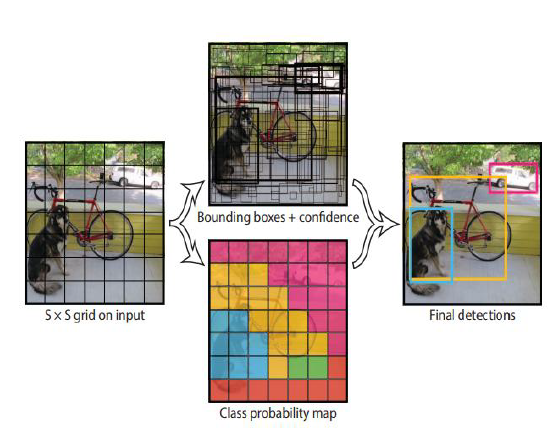 Bounding boxes + confidence
S x S grid on input
Final detections
Class probability map